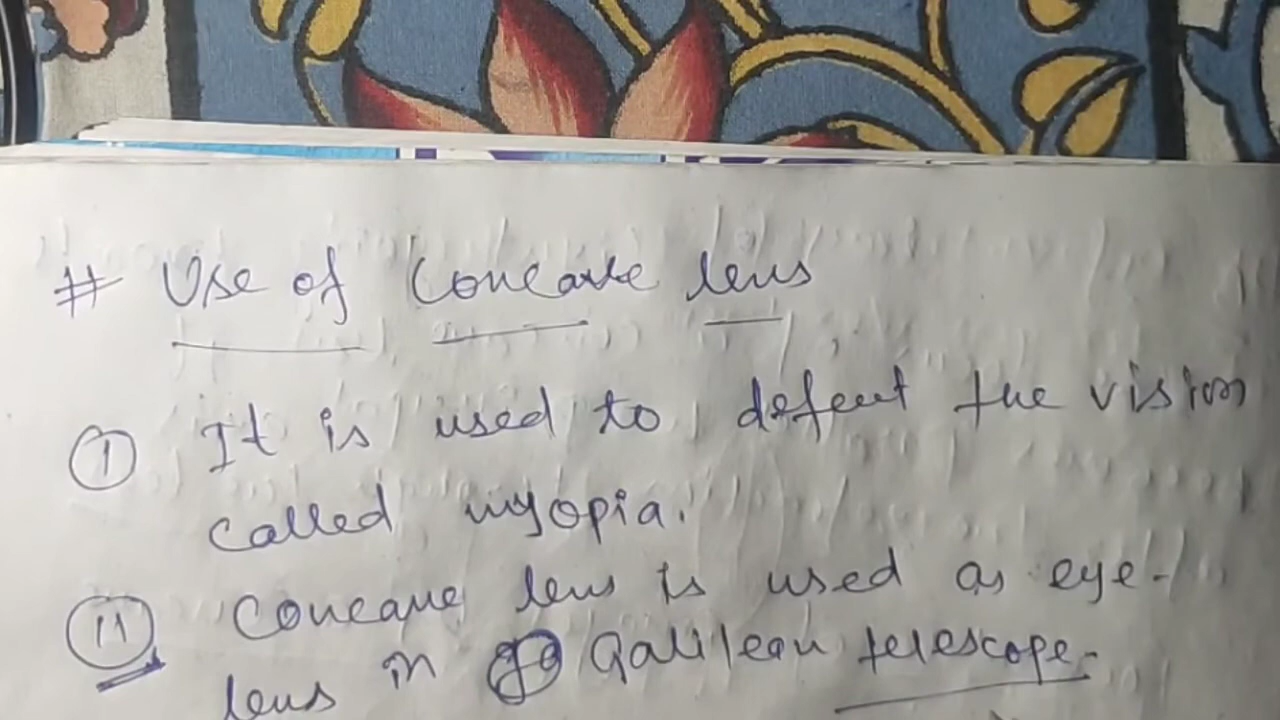 # Use of Concave lens
(I) It is used to defect the vision
called myopia.
(II) Concave lens is used as eye-
lens in Galilean telescope.